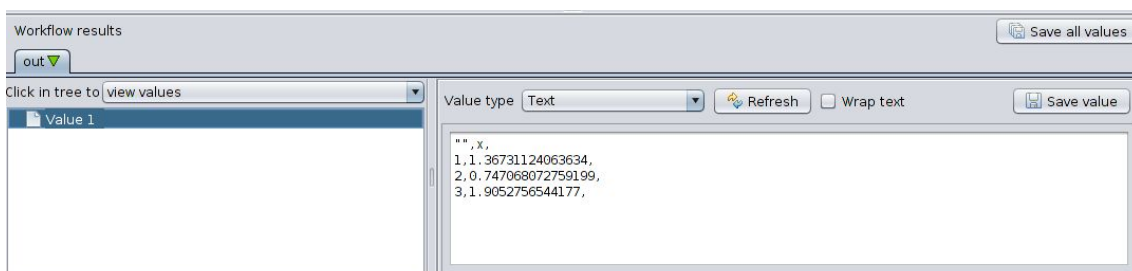 Workflow results
Save all values
out
Click in tree to view values
Value 1
Value type Text Refresh Wrap text Save value
"",x,
1,1.36731124063634,
2,0.747068072759199,
3,1.9052756544177,